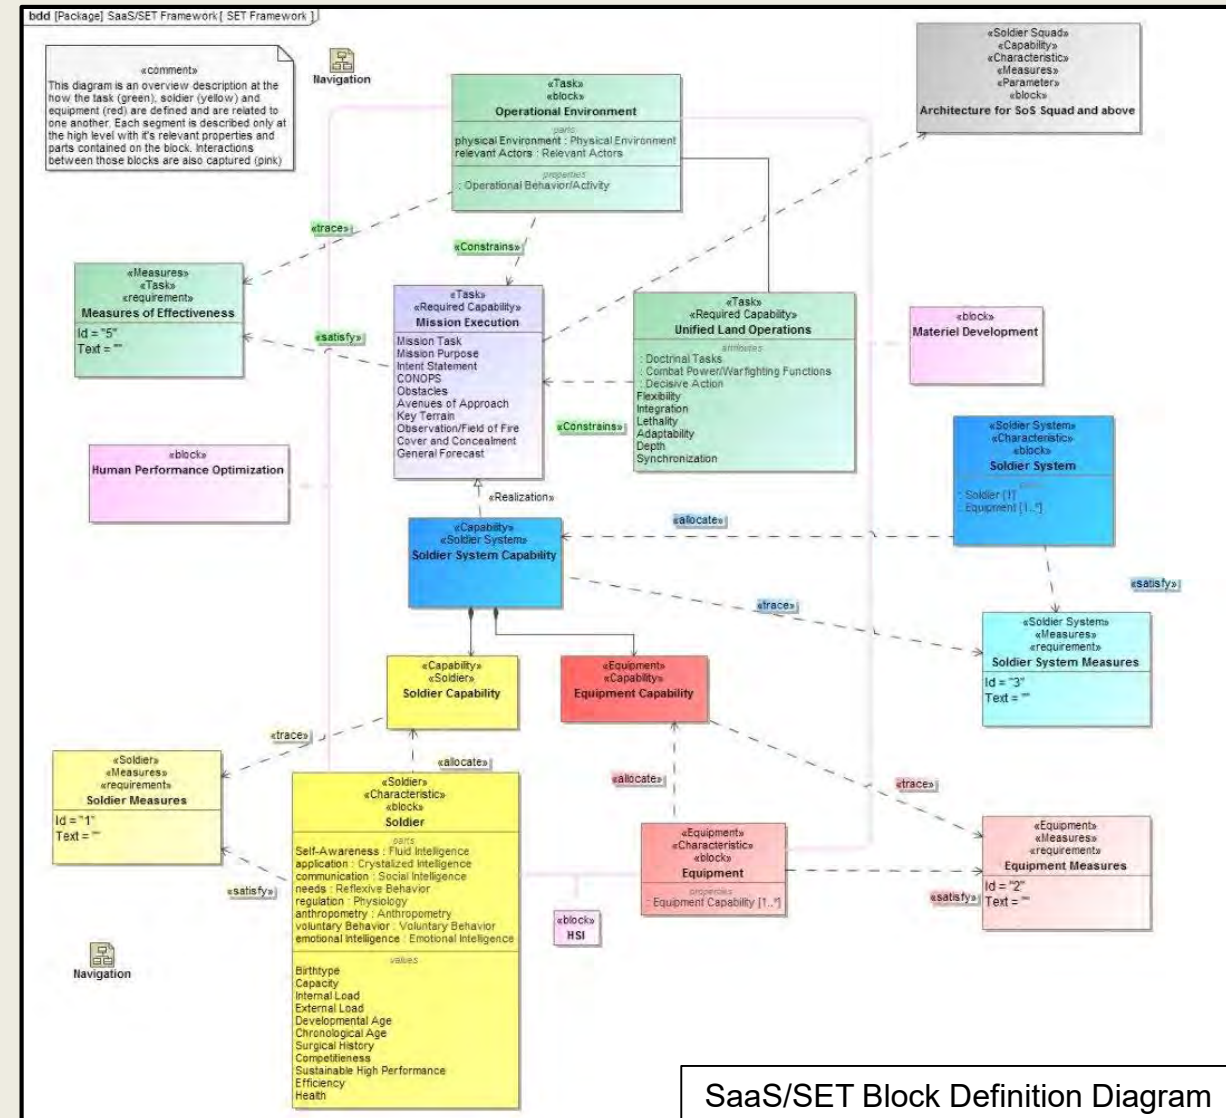 bdd [Package] SaaS/SET Framework[ SET Framework ]
«comment»
This diagram is an overview description at the
how the task (green), soldier (yellow) and
equipment (red) are defined and are related to
one another. Each segment is described only at
the high level with it's relevant properties and
parts contained on the block. Interactions
between those blocks are also captured (pink)
Navigation
«Task»
«block»
Operational Environment
parts
physical Environment : Physical Environment
relevant Actors : Relevant Actors
properties
: Operational Behavior/Activity
«Soldier Squad»
«Capability»
«Characteristic»
«Measures»
«Parameter»
«block»
Architecture for SoS Squad and above
«trace»
«Constrains»
«Measures»
«Task»
«requirement»
Measures of Effectiveness
Id = "5"
Text = ""
«satisfy»
«Task»
«Required Capability»
Mission Execution
Mission Task
Mission Purpose
Intent Statement
CONOPS
Obstacles
Avenues of Approach
Key Terrain
Observation/Field of Fire
Cover and Concealment
General Forecast
«Task»
«Required Capability»
Unified Land Operations
attributes
: Doctrinal Tasks
: Combat Power/Warfighting Functions
: Decisive Action
Flexibility
Integration
Lethality
Adaptability
Depth
Synchronization
«Constrains»
«block»
Materiel Development
«block»
Human Performance Optimization
«Realization»
«Soldier System»
«Characteristic»
«block»
Soldier System
parts
: Soldier [1]
: Equipment [1..*]
«allocate»
«Capability»
«Soldier System»
Soldier System Capability
«satisfy»
«trace»
«Soldier System»
«Measures»
«requirement»
Soldier System Measures
Id = "3"
Text = ""
«Capability»
«Soldier»
Soldier Capability
«Equipment»
«Capability»
Equipment Capability
«trace»
«allocate»
«allocate»
«trace»
«Soldier»
«Measures»
«requirement»
Soldier Measures
Id = "1"
Text = ""
«satisfy»
«Soldier»
«Characteristic»
«block»
Soldier
parts
Self-Awareness : Fluid Intelligence
application : Crystalized Intelligence
communication : Social Intelligence
needs : Reflexive Behavior
regulation : Physiology
anthropometry : Anthropometry
voluntary Behavior : Voluntary Behavior
emotional Intelligence : Emotional Intelligence
values
Birthtype
Capacity
Internal Load
External Load
Developmental Age
Chronological Age
Surgical History
Competitieness
Sustainable High Performance
Efficiency
Health
«Equipment»
«Characteristic»
«block»
Equipment
properties
: Equipment Capability [1..*]
«block»
HSI
«Equipment»
«Measures»
«requirement»
Equipment Measures
Id = "2"
Text = ""
«satisfy»
Navigation
SaaS/SET Block Definition Diagram